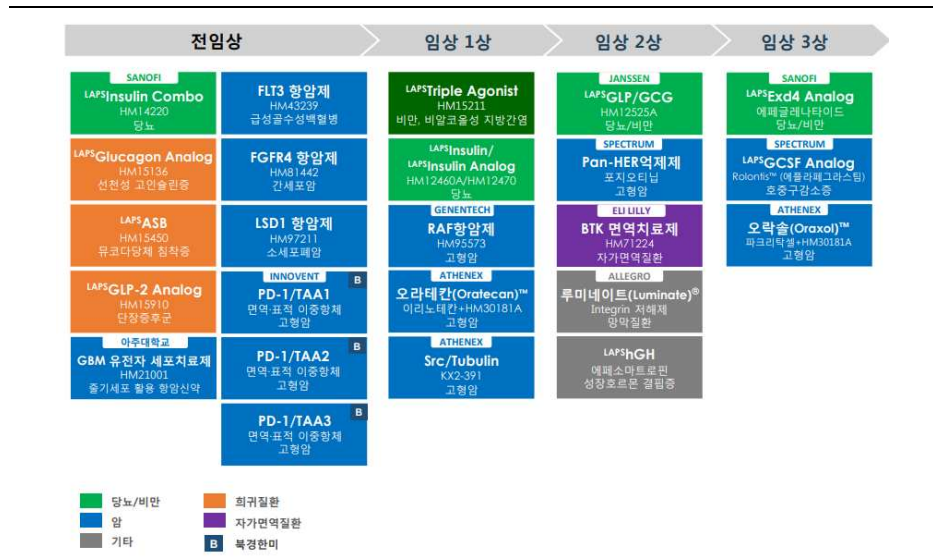 전임상
임상 1상
임상 2상
임상 3상
SANOFI
LAPSInsulin Combo
HM14220
당뇨
LAPSGlucagon Analog
HM15136
선천성 고인슐린증
LAPSASB
HM15450
뮤코다당제 침착증
LAPSGLP-2 Analog
HM15910
단장증후군
아주대학교
GBM 유전자 세포치료제
HM21001
줄기세포 활용 항암신약
FLT3 항암제
HM43239
급성골수성백혈병
FGFR4 항암제
HM81442
간세포암
LSD1 항암제
HM97211
소세포폐암
INNOVENT
B
PD-1/TAA1
면역·표적 이중항체
고형암
B
PD-1/TAA2
면역·표적 이중항체
고형암
B
PD-1/TAA3
면역·표적 이중항체
고형암
LAPSTriple Agonist
HM15211
비만, 비알코올성 지방간염
LAPSInsulin/
LAPSInsulin Analog
HM12460A/HM12470
당뇨
GENENTECH
RAF항암제
HM95573
고형암
ATHENEX
오라테칸(Oratecan)™
이리노테칸+HM30181A
고형암
ATHENEX
Src/Tubulin
KX2-391
고형암
JANSSEN
LAPSGLP/GCG
HM12525A
당뇨/비만
SPECTRUM
Pan-HER억제제
포지오티닙
고형암
ELI LILLY
BTK 면역치료제
HM71224
자가면역질환
ALLEGRO
루미네이트(Luminate)®
Integrin 저해제
망막질환
LAPShGH
에페소마트로핀
성장호르몬 결핍증
SANOFI
LAPSExd4 Analog
에페글레나타이드
당뇨/비만
SPECTRUM
LAPSGCSF Analog
Rolontis™ (에플라페그라스팀)
호중구감소증
ATHENEX
오락솔(Oraxol)™
파크리탁셀+HM30181A
고형암
당뇨/비만
희귀질환
암
자가면역질환
기타
B 북경한미